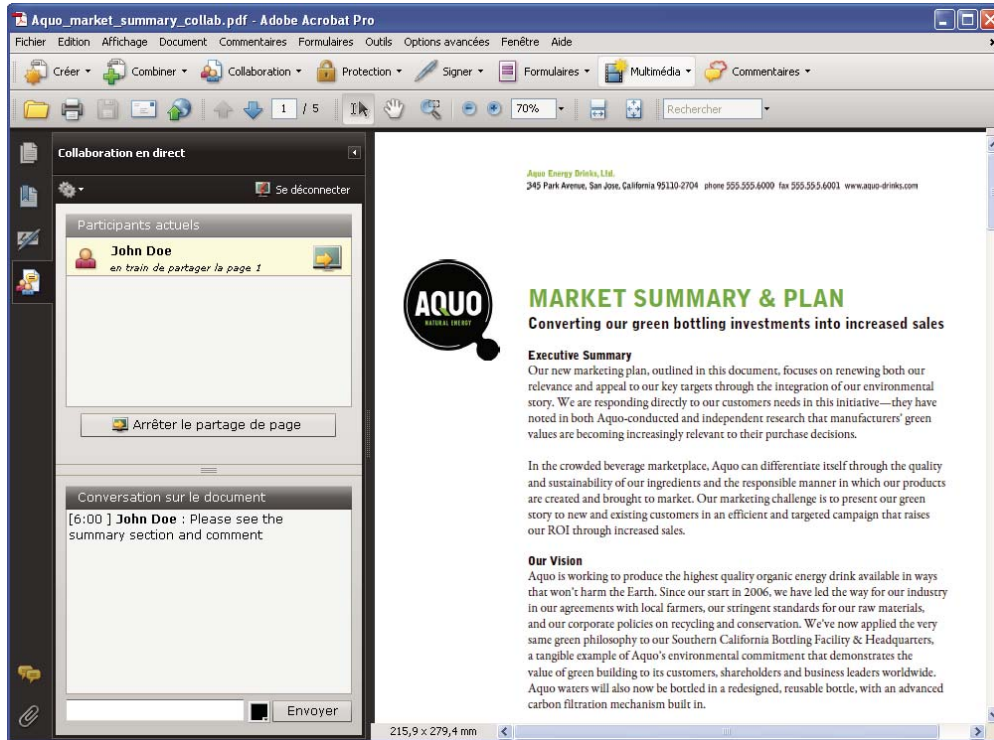 Aquo_market_summary_collab.pdf - Adobe Acrobat Pro
Fichier Edition Affichage Document Commentaires Formulaires Outils Options avancées Fenêtre Aide
Créer Combiner Collaboration Protection Signer Formulaires Multimédia Commentaires
1 / 5 70% Rechercher
Collaboration en direct
Se déconnecter
Participants actuels
John Doe
en train de partager la page 1
Arrêter le partage de page
Conversation sur le document
[6:00 ] John Doe : Please see the
summary section and comment
Envoyer
Aquo Energy Drinks, Ltd.
345 Park Avenue, San Jose, California 95110-2704 phone 555.555.6000 fax 555.555.6001 www.aquo-drinks.com
AQUO
NATURAL ENERGY
MARKET SUMMARY & PLAN
Converting our green bottling investments into increased sales
Executive Summary
Our new marketing plan, outlined in this document, focuses on renewing both our
relevance and appeal to our key targets through the integration of our environmental
story. We are responding directly to our customers needs in this initiative—they have
noted in both Aquo-conducted and independent research that manufacturers' green
values are becoming increasingly relevant to their purchase decisions.
In the crowded beverage marketplace, Aquo can differentiate itself through the quality
and sustainability of our ingredients and the responsible manner in which our products
are created and brought to market. Our marketing challenge is to present our green
story to new and existing customers in an efficient and targeted campaign that raises
our ROI through increased sales.
Our Vision
Aquo is working to produce the highest quality organic energy drink available in ways
that won't harm the Earth. Since our start in 2006, we have led the way for our industry
in our agreements with local farmers, our stringent standards for our raw materials,
and our corporate policies on recycling and conservation. We've now applied the very
same green philosophy to our Southern California Bottling Facility & Headquarters,
a tangible example of Aquo's environmental commitment that demonstrates the
value of green building to its customers, shareholders and business leaders worldwide.
Aquo waters will also now be bottled in a redesigned, reusable bottle, with an advanced
carbon filtration mechanism built in.
215,9 x 279,4 mm